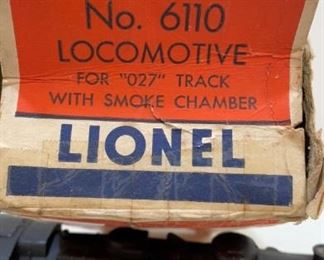 No. 6110
LOCOMOTIVE
FOR "027" TRACK
WITH SMOKE CHAMBER
LIONEL